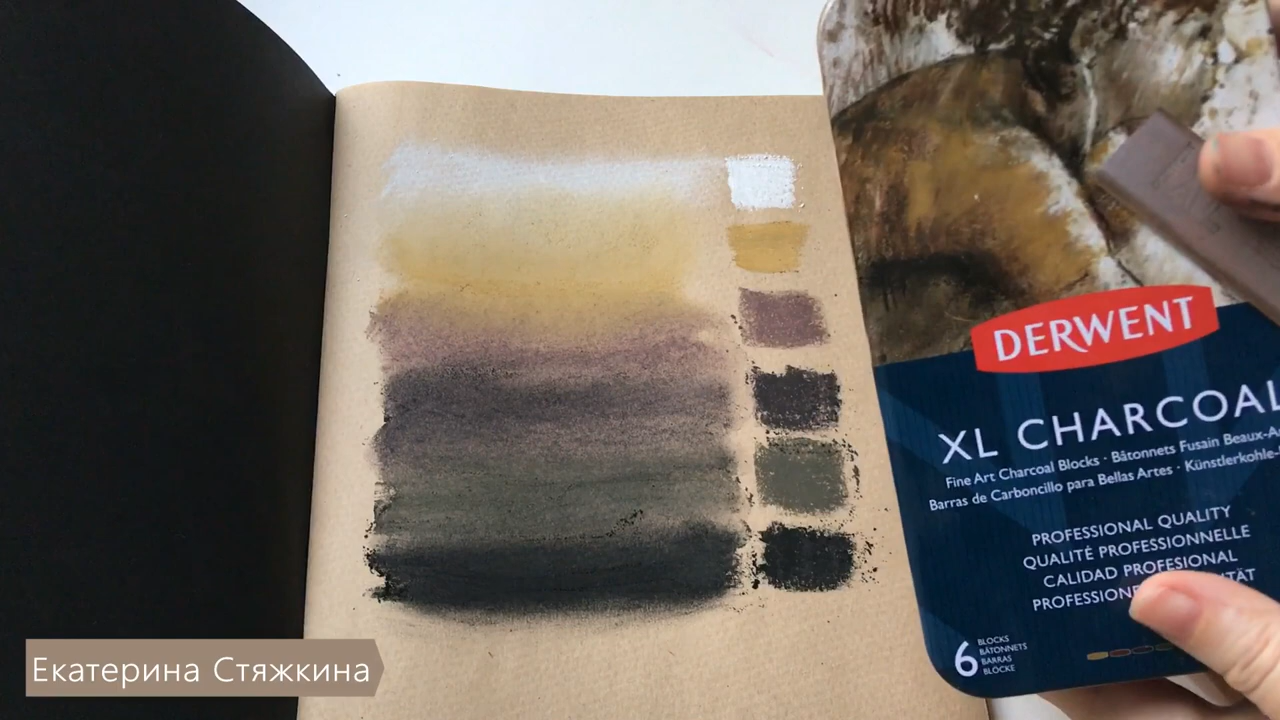 DERWENT
XL CHARCOAL
Fine Art Charcoal Blocks · Bâtonnets Fusain Beaux-
Barras de Carboncillo para Bellas Artes · Künstlerkohle-
PROFESSIONAL QUALITY
QUALITÉ PROFESSIONNELLE
CALIDAD PROFESIONAL
6 BLOCKS
BÂTONNETS
BARRAS
BLÖCKE
Екатерина Стяжкина